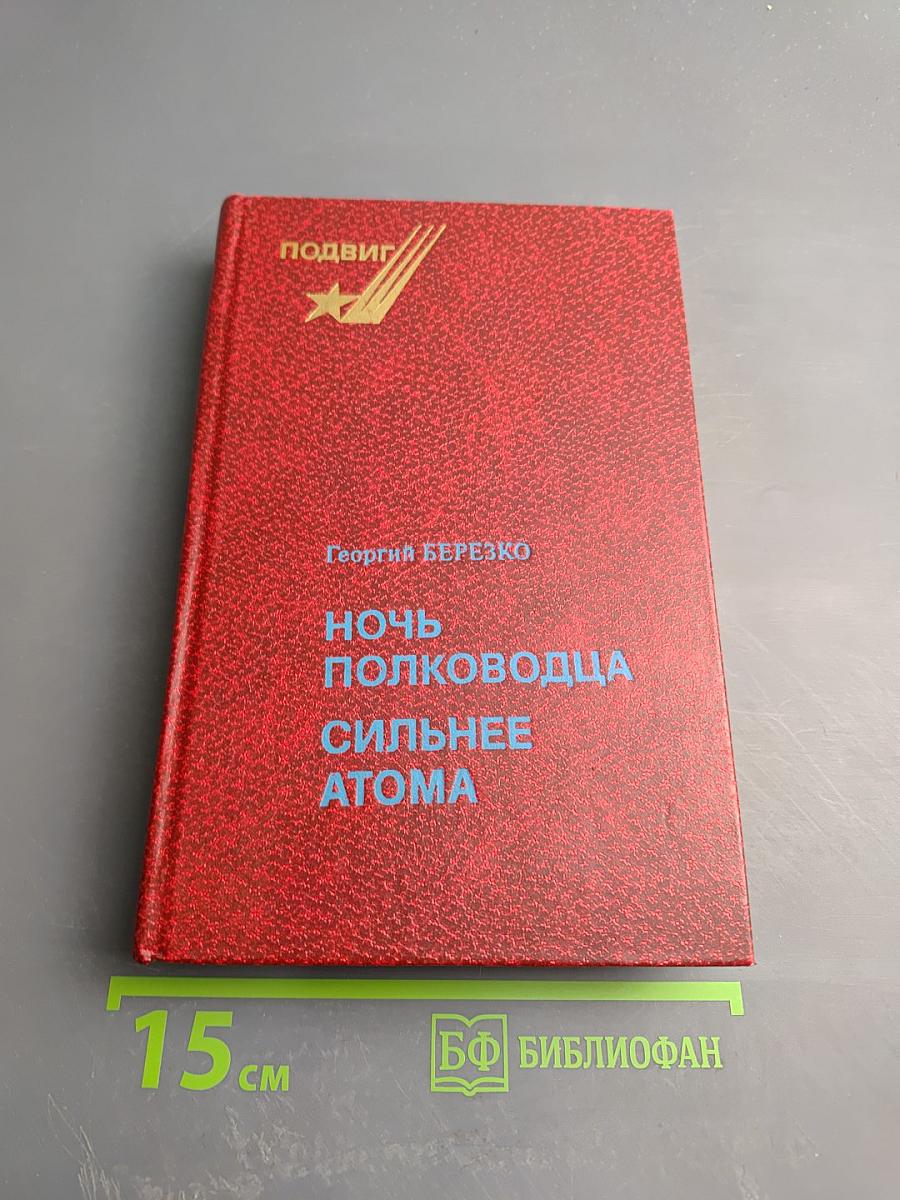 ПОДВИГ
Георгий БЕРЕЗКО
НОЧЬ
ПОЛКОВОДЦА
СИЛЬНЕЕ
АТОМА
15 см
БФ БИБЛИОФАН